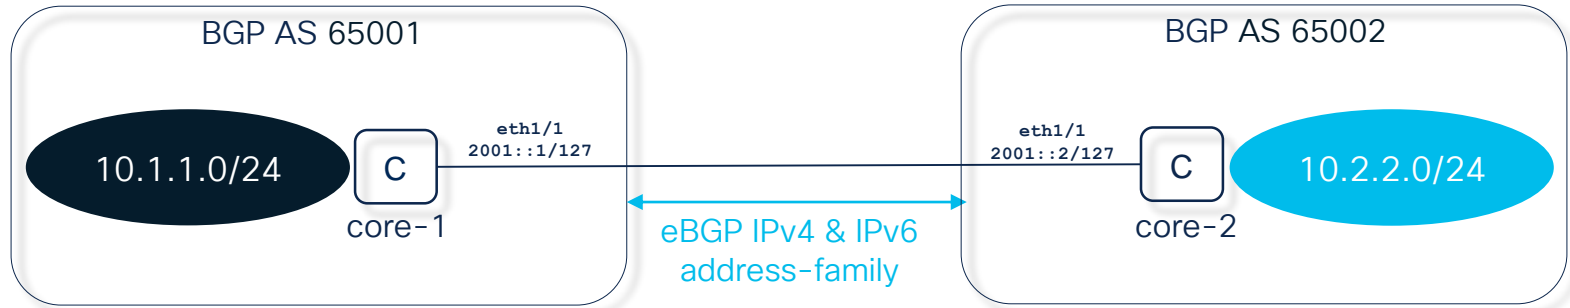 BGP AS 65001
BGP AS 65002
eth1/1
2001::1/127
eth1/1
2001::2/127
10.1.1.0/24
C
C
10.2.2.0/24
core-1
core-2
eBGP IPv4 & IPv6
address-family